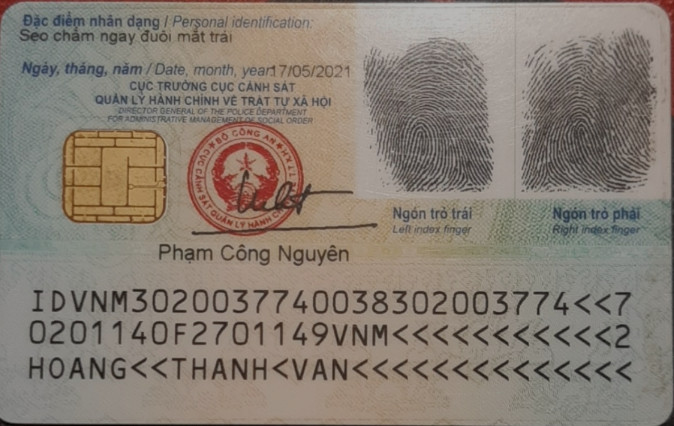 Đặc điểm nhân dạng / Personal identification:
Sẹo chấm ngay đuôi mắt trái
Ngày, tháng, năm / Date, month, year 17/05/2021
CỤC TRƯỞNG CỤC CẢNH SÁT
QUẢN LÝ HÀNH CHÍNH VỀ TRẬT TỰ XÃ HỘI
DIRECTOR GENERAL OF THE POLICE DEPARTMENT
FOR ADMINISTRATIVE MANAGEMENT OF SOCIAL ORDER
BỘ CÔNG AN
CỤC CẢNH SÁT QUẢN LÝ HÀNH CHÍNH
Ngón trỏ trái
Left index finger
Ngón trỏ phải
Right index finger
Phạm Công Nguyên
IDVNM3020037740038302003774<<7
0201140F2701149VNM<<<<<<<<<<<2
HOANG<<THANH<VAN<<<<<<<<<<<<<<